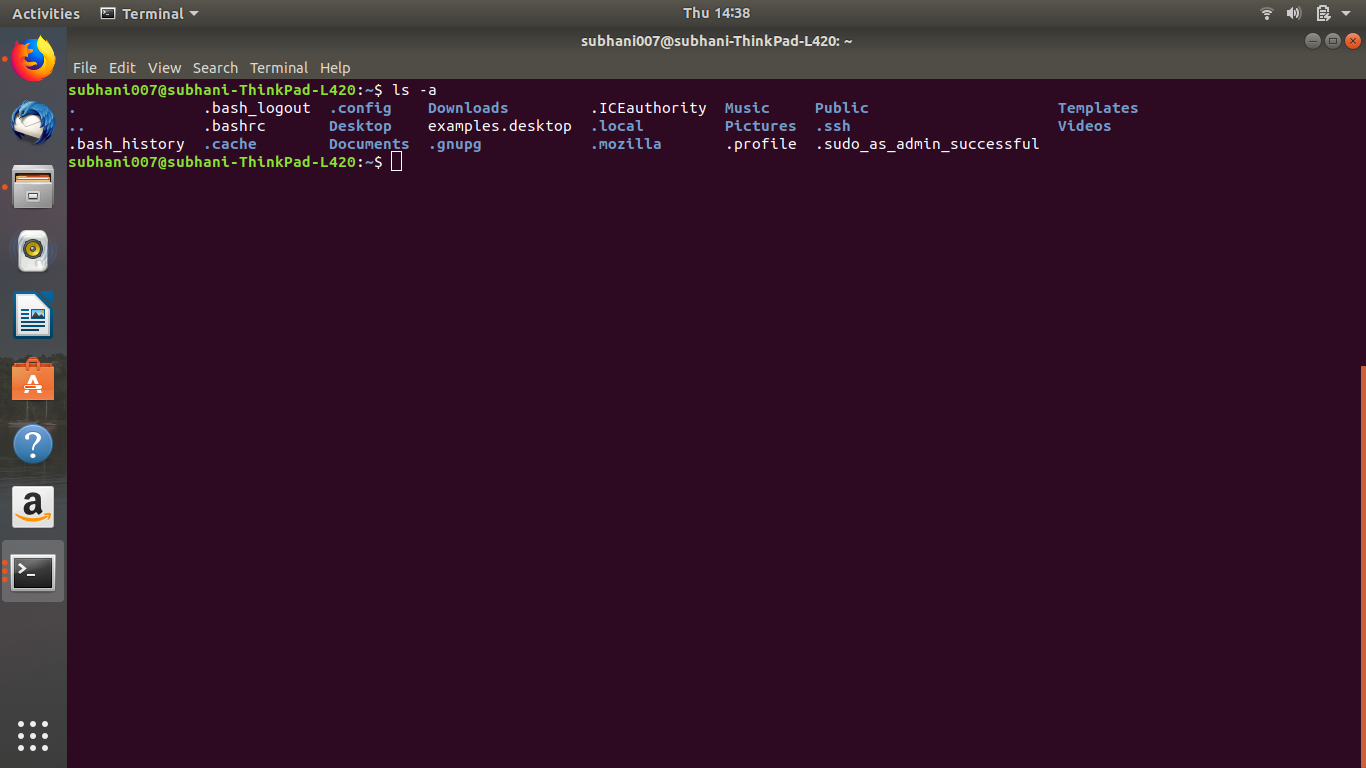 Activities Terminal Thu 14:38
subhani007@subhani-ThinkPad-L420: ~
File Edit View Search Terminal Help
subhani007@subhani-ThinkPad-L420:~$ ls -a
. .bash_logout .config Downloads .ICEauthority Music Public Templates
.. .bashrc Desktop examples.desktop .local Pictures .ssh Videos
.bash_history .cache Documents .gnupg .mozilla .profile .sudo_as_admin_successful
subhani007@subhani-ThinkPad-L420:~$